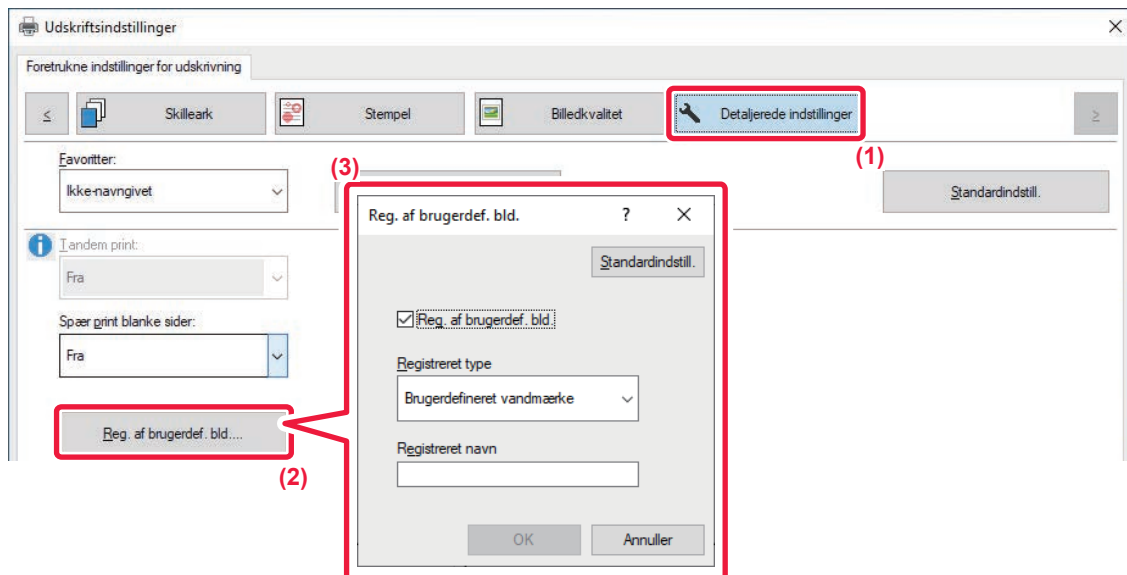 Udskriftsindstillinger
Foretrukne indstillinger for udskrivning
<
Skilleark
Stempel
Billedkvalitet
Detaljerede indstillinger
>
(1)
Favoritter:
Ikke-navngivet
(3)
Standardindstill.
Reg. af brugerdef. bld.
?
Standardindstill.
Tandem print:
Fra
Reg. af brugerdef. bld.
Spær print blanke sider:
Fra
Registreret type
Brugerdefineret vandmærke
Reg. af brugerdef. bld....
(2)
Registreret navn
OK
Annuller